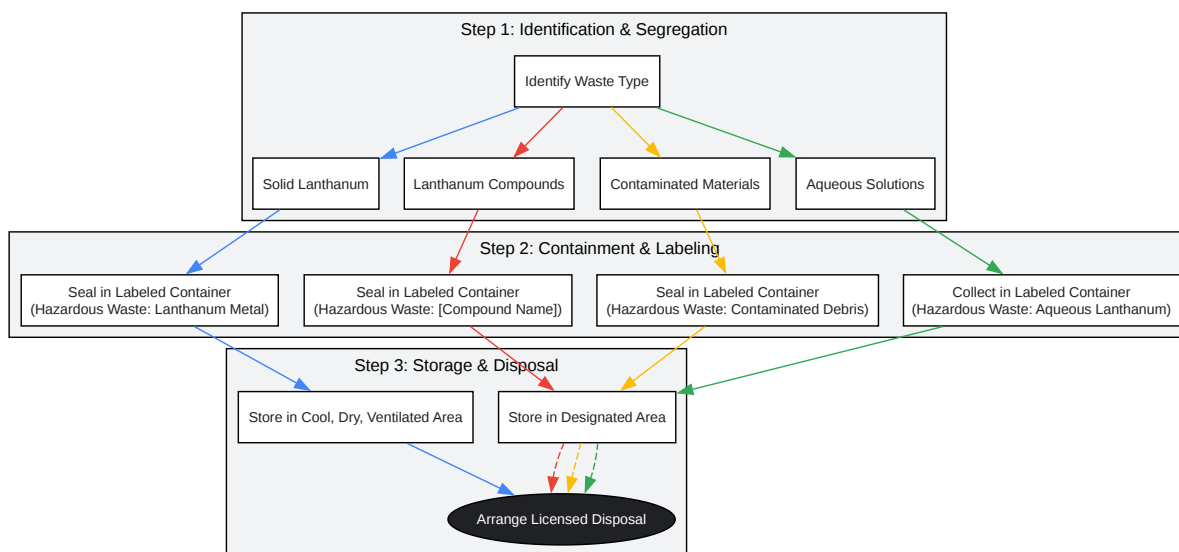 Step 1: Identification & Segregation
Identify Waste Type
Solid Lanthanum
Lanthanum Compounds
Contaminated Materials
Aqueous Solutions
Step 2: Containment & Labeling
Seal in Labeled Container
(Hazardous Waste: Lanthanum Metal)
Seal in Labeled Container
(Hazardous Waste: [Compound Name])
Seal in Labeled Container
(Hazardous Waste: Contaminated Debris)
Collect in Labeled Container
(Hazardous Waste: Aqueous Lanthanum)
Step 3: Storage & Disposal
Store in Cool, Dry, Ventilated Area
Store in Designated Area
Arrange Licensed Disposal